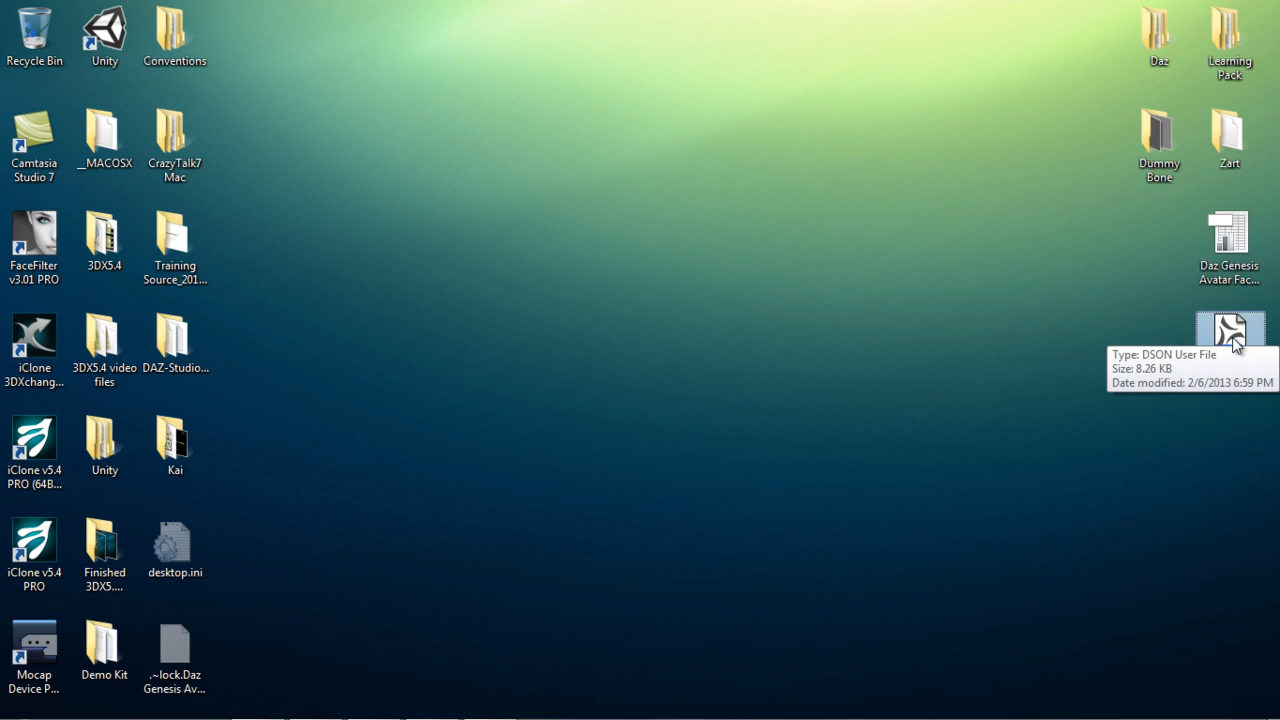 Recycle Bin
Unity
Conventions
Daz
Learning
Pack
Camtasia
Studio 7
__MACOSX
CrazyTalk7
Mac
Dummy
Bone
Zart
FaceFilter
v3.01 PRO
3DX5.4
Training
Source_201...
Daz Genesis
Avatar Fac...
iClone
3DXchang...
3DX5.4 video
files
DAZ-Studio...
Type: DSON User File
Size: 8.26 KB
Date modified: 2/6/2013 6:59 PM
iClone v5.4
PRO (64B...
Unity
Kai
iClone v5.4
PRO
Finished
3DX5....
desktop.ini
Mocap
Device P...
Demo Kit
.~lock.Daz
Genesis Av...